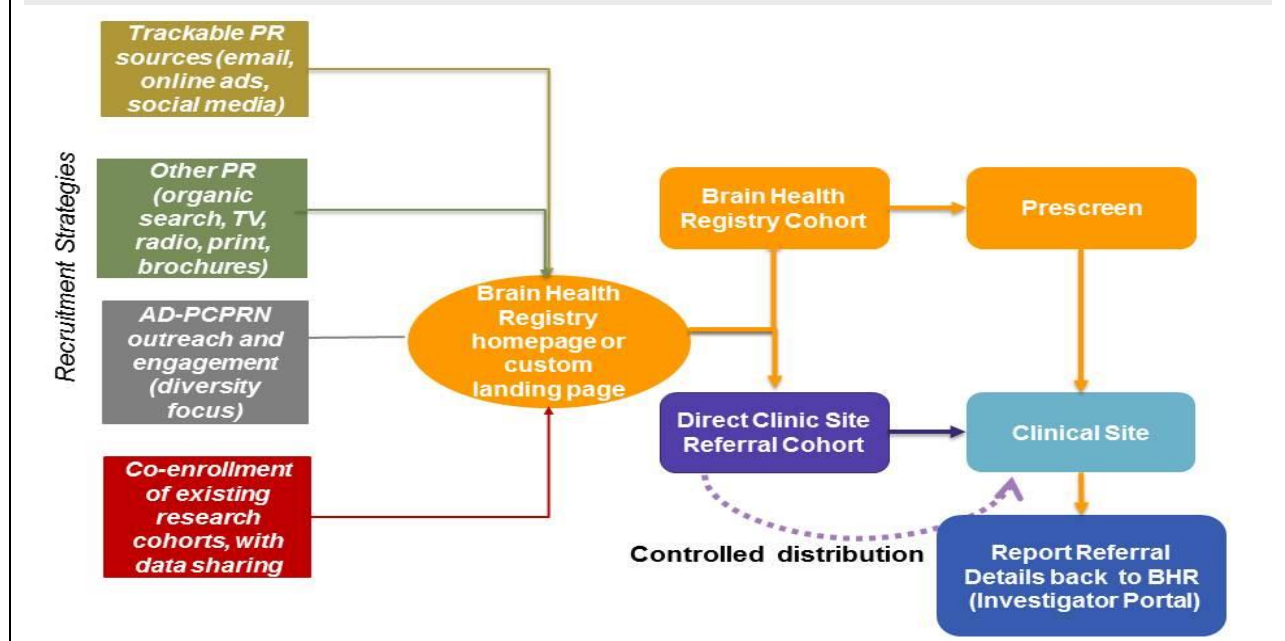 Recruitment Strategies
Trackable PR
sources (email,
online ads,
social media)
Other PR
(organic
search, TV,
radio, print,
brochures)
AD-PCPRN
outreach and
engagement
(diversity
focus)
Co-enrollment
of existing
research
cohorts, with
data sharing
Brain Health
Registry
homepage or
custom
landing page
Brain Health
Registry Cohort
Prescreen
Direct Clinic Site
Referral Cohort
Clinical Site
Controlled distribution
Report Referral
Details back to BHR
(Investigator Portal)